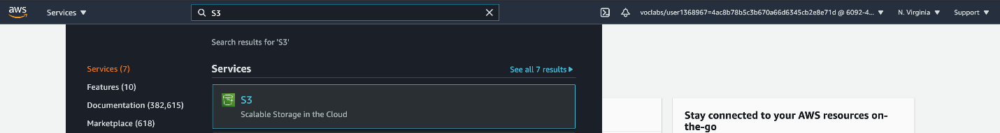 aws
Services ▼
S3
voclabs/user1368967=4ac8b78b5c3b670a66d6345cb2e8e71d @ 6092-4... ▼
N. Virginia ▼
Support ▼
Search results for 'S3'
Services (7)
Features (10)
Documentation (382,615)
Marketplace (618)
Services
See all 7 results ▶
S3
Scalable Storage in the Cloud
Stay connected to your AWS resources on-
the-go